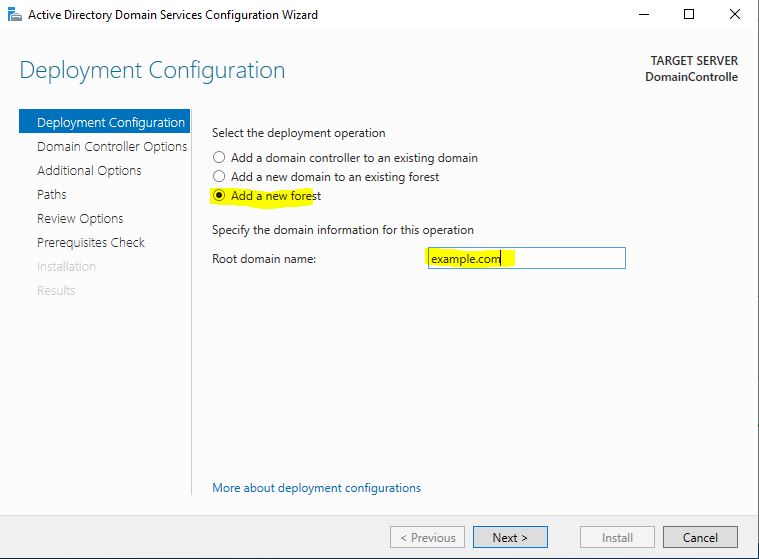 Active Directory Domain Services Configuration Wizard
Deployment Configuration
TARGET SERVER
DomainControlle
Deployment Configuration
Domain Controller Options
Additional Options
Paths
Review Options
Prerequisites Check
Installation
Results
Select the deployment operation
Add a domain controller to an existing domain
Add a new domain to an existing forest
Add a new forest
Specify the domain information for this operation
Root domain name: example.com
More about deployment configurations
< Previous Next > Install Cancel